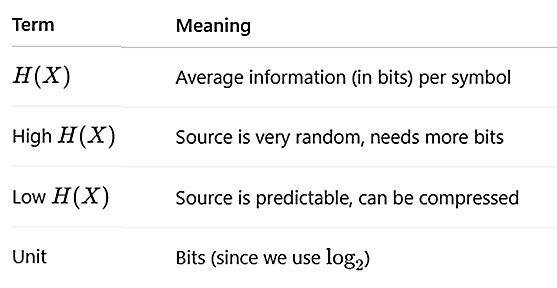 Term Meaning
H(X) Average information (in bits) per symbol
High H(X) Source is very random, needs more bits
Low H(X) Source is predictable, can be compressed
Unit Bits (since we use log₂)